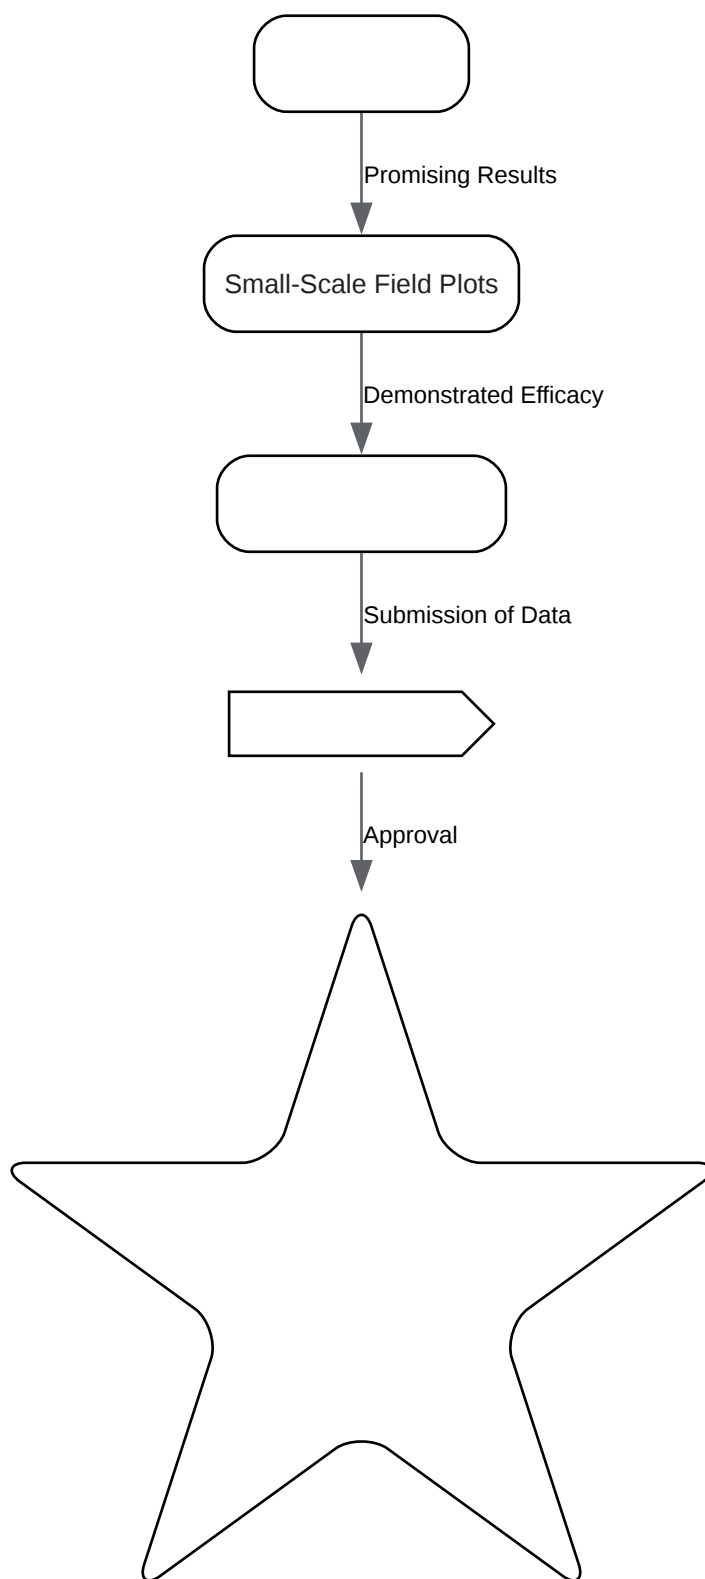 Promising Results
Small-Scale Field Plots
Demonstrated Efficacy
Submission of Data
Approval